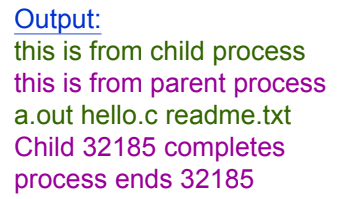 Output:
this is from child process
this is from parent process
a.out hello.c readme.txt
Child 32185 completes
process ends 32185